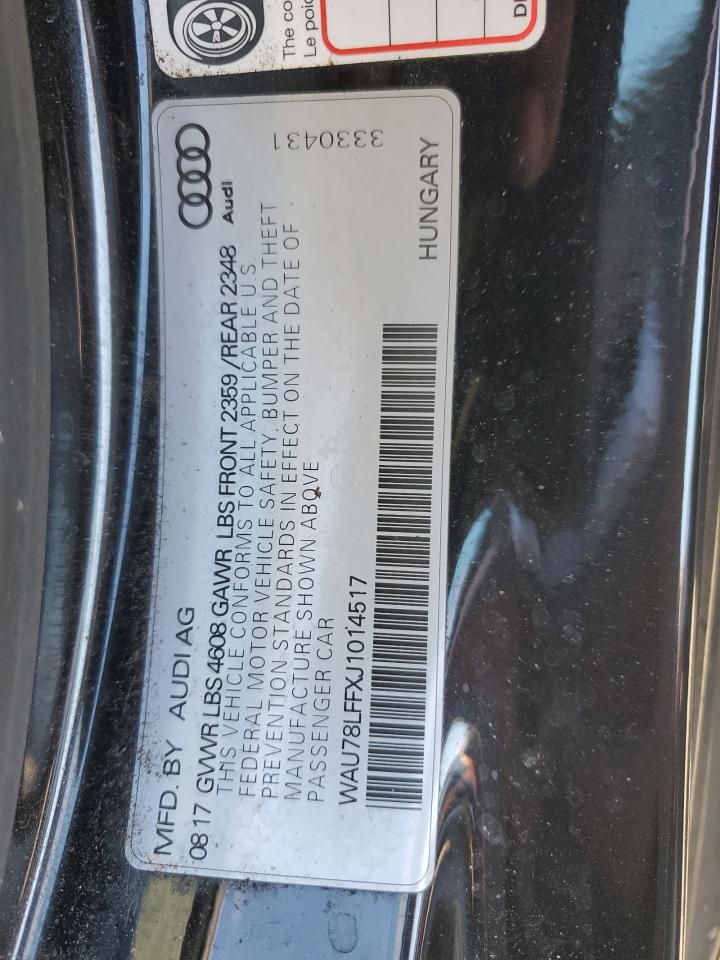 The co
Le poid
MFD. BY AUDI AG
Audi
08 17 GVWR LBS 4608 GAWR LBS FRONT 2359 /REAR 2348
THIS VEHICLE CONFORMS TO ALL APPLICABLE U.S.
FEDERAL MOTOR VEHICLE SAFETY, BUMPER AND THEFT
PREVENTION STANDARDS IN EFFECT ON THE DATE OF
MANUFACTURE SHOWN ABOVE
PASSENGER CAR
3330431
WAU78LFFXJ1014517
HUNGARY